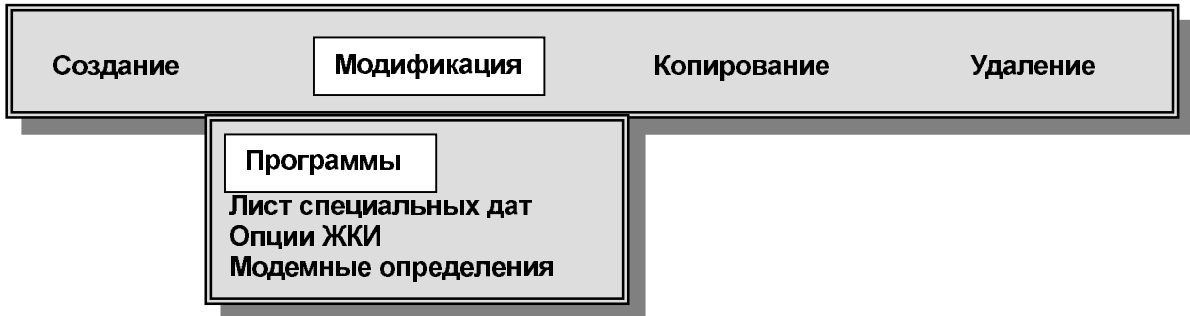 Создание Модификация Копирование Удаление
Программы
Лист специальных дат
Опции ЖКИ
Модемные определения